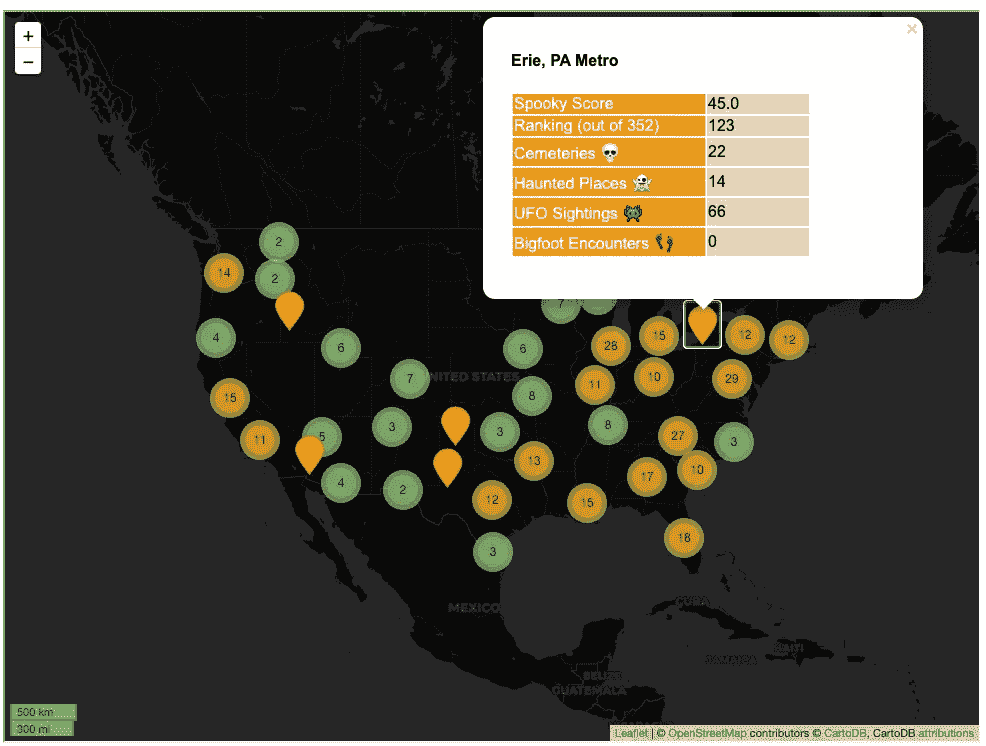 +
−
×
Erie, PA Metro
Spooky Score 45.0
Ranking (out of 352) 123
Cemeteries 💀 22
Haunted Places 👻 14
UFO Sightings 👾 66
Bigfoot Encounters 👣 0
2
14
2
7
4
6
6
28
15
12
12
7
UNITED STATES
8
11
10
29
15
3
3
8
11
5
27
3
13
4
2
12
15
17
10
18
3
MEXICO
CUBA
HAITI
JAMAICA
BELIZE
GUATEMALA
500 km
300 mi
Leaflet | © OpenStreetMap contributors © CartoDB, CartoDB attributions